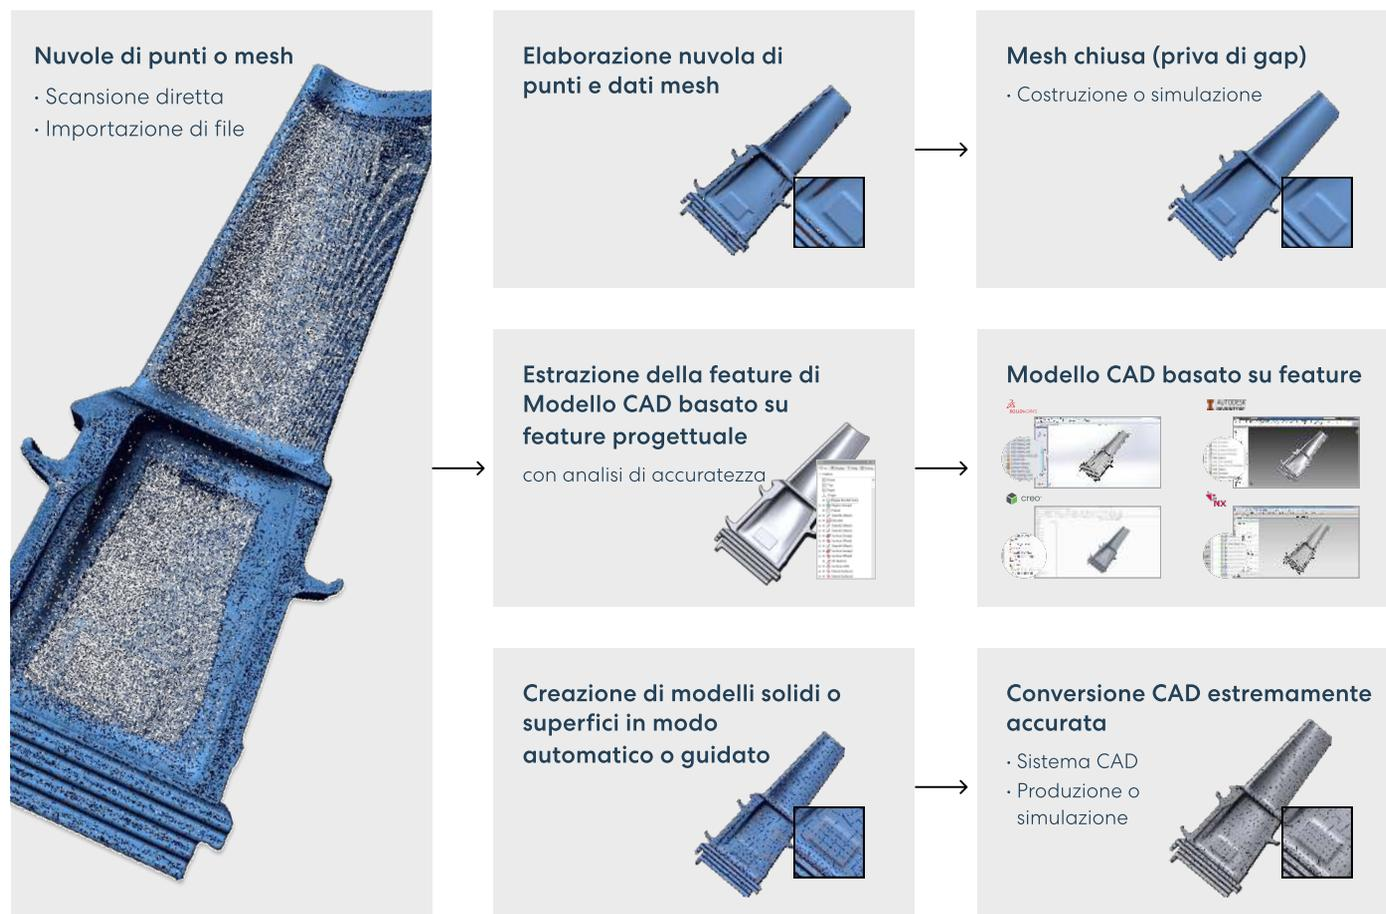 Nuvole di punti o mesh
· Scansione diretta
· Importazione di file
Elaborazione nuvola di
punti e dati mesh
Mesh chiusa (priva di gap)
· Costruzione o simulazione
Estrazione della feature di
Modello CAD basato su
feature progettuale
con analisi di accuratezza
Modello CAD basato su feature
SOLIDWORKS
AUTODESK
INVENTOR
creo
NX
Creazione di modelli solidi o
superfici in modo
automatico o guidato
Conversione CAD estremamente
accurata
· Sistema CAD
· Produzione o
simulazione